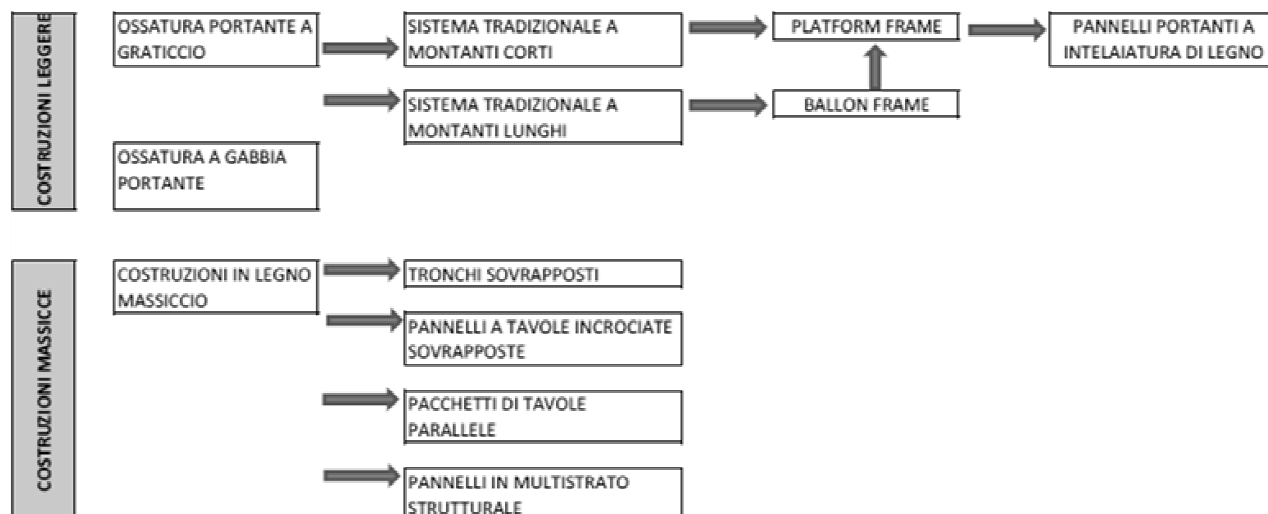 COSTRUZIONI LEGGERE
OSSATURA PORTANTE A
GRATICCIO
SISTEMA TRADIZIONALE A
MONTANTI CORTI
PLATFORM FRAME
PANNELLI PORTANTI A
INTELAIATURA DI LEGNO
SISTEMA TRADIZIONALE A
MONTANTI LUNGHI
BALLON FRAME
OSSATURA A GABBIA
PORTANTE
COSTRUZIONI MASSICCE
COSTRUZIONI IN LEGNO
MASSICCIO
TRONCHI SOVRAPPOSTI
PANNELLI A TAVOLE INCROCIATE
SOVRAPPOSTE
PACCHETTI DI TAVOLE
PARALLELE
PANNELLI IN MULTISTRATO
STRUTTURALE